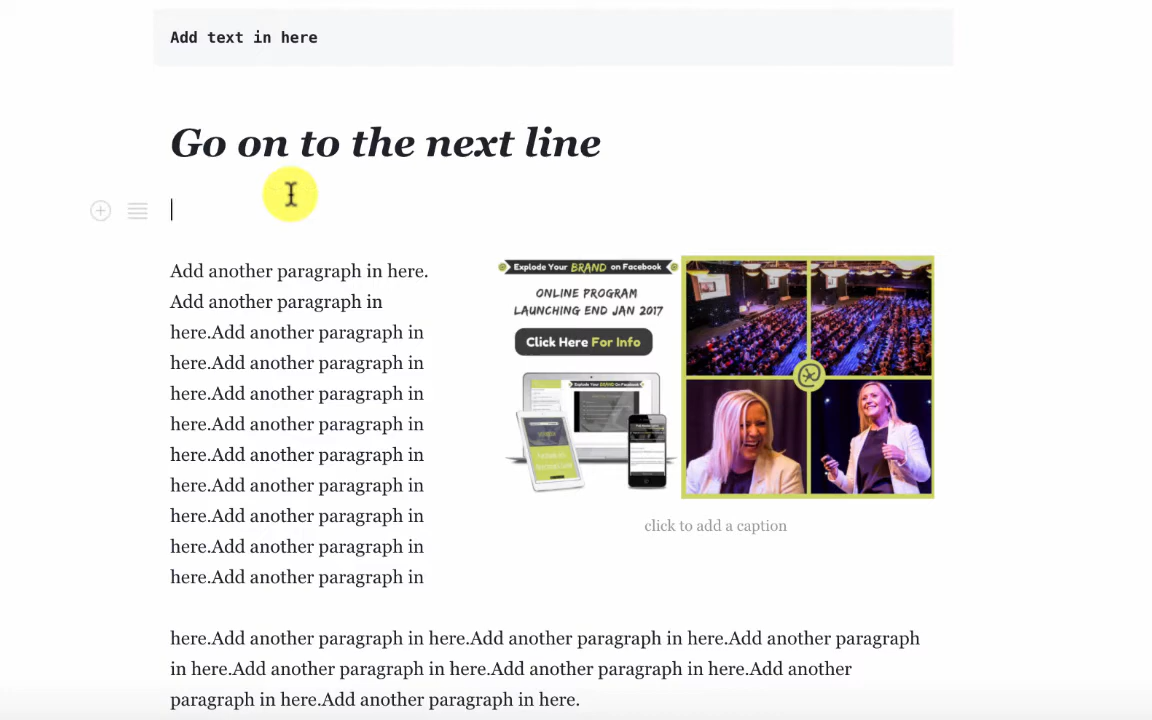 Add text in here
Go on to the next line
Add another paragraph in here.
Add another paragraph in
here.Add another paragraph in
here.Add another paragraph in
here.Add another paragraph in
here.Add another paragraph in
here.Add another paragraph in
here.Add another paragraph in
here.Add another paragraph in
here.Add another paragraph in
here.Add another paragraph in
Explode Your BRAND on Facebook
ONLINE PROGRAM
LAUNCHING END JAN 2017
Click Here For Info
click to add a caption
here.Add another paragraph in here.Add another paragraph in here.Add another paragraph
in here.Add another paragraph in here.Add another paragraph in here.Add another
paragraph in here.Add another paragraph in here.